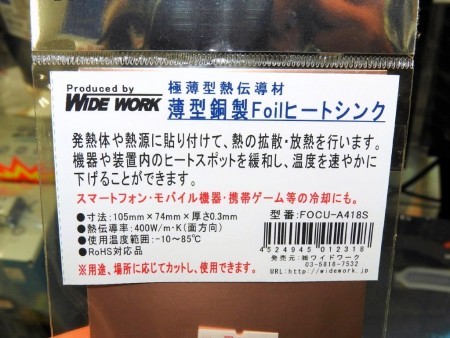 Produced by
WIDE WORK
極薄型熱伝導材
薄型銅製Foilヒートシンク
発熱体や熱源に貼り付けて、熱の拡散・放熱を行います。
機器や装置内のヒートスポットを緩和し、温度を速やかに
下げることができます。
スマートフォン・モバイル機器・携帯ゲーム等の冷却にも。
●寸法:105mm×74mm×厚さ0.3mm
●熱伝導率:400W/m・K(面方向)
●使用温度範囲:-10～85℃
●RoHS対応品
※用途、場所に応じてカットし、使用できます。
型番:FOCU-A418S
4524945012318
発売元:㈱ワイドワーク
03-5818-7532
URL:http://widework.jp